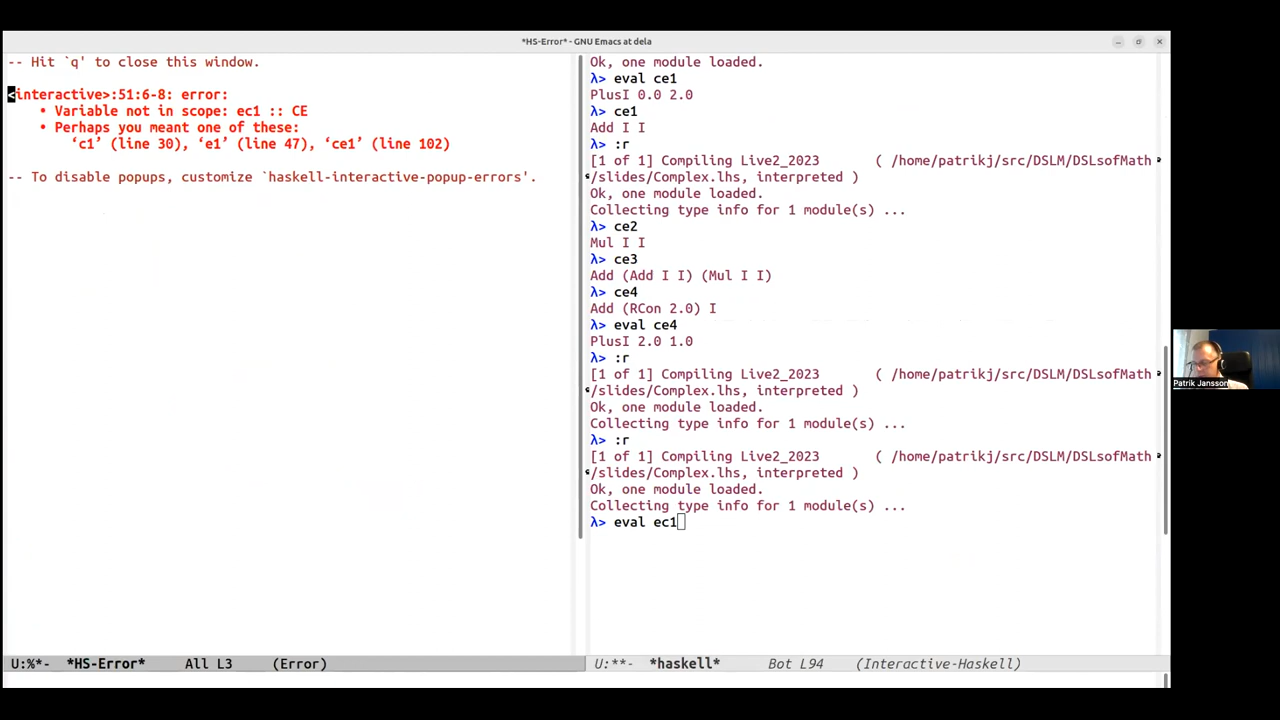 *HS-Error* - GNU Emacs at dela
-- Hit `q' to close this window.
<interactive>:51:6-8: error:
• Variable not in scope: ec1 :: CE
• Perhaps you meant one of these:
‘c1’ (line 30), ‘e1’ (line 47), ‘ce1’ (line 102)
-- To disable popups, customize `haskell-interactive-popup-errors'.
U:%*- *HS-Error* All L3 (Error)
Ok, one module loaded.
λ> eval ce1
PlusI 0.0 2.0
λ> ce1
Add I I
λ> :r
[1 of 1] Compiling Live2_2023 ( /home/patrikj/src/DSLM/DSLsofMath
/slides/Complex.lhs, interpreted )
Ok, one module loaded.
Collecting type info for 1 module(s) ...
λ> ce2
Mul I I
λ> ce3
Add (Add I I) (Mul I I)
λ> ce4
Add (RCon 2.0) I
λ> eval ce4
PlusI 2.0 1.0
λ> :r
[1 of 1] Compiling Live2_2023 ( /home/patrikj/src/DSLM/DSLsofMath
/slides/Complex.lhs, interpreted )
Ok, one module loaded.
Collecting type info for 1 module(s) ...
λ> :r
[1 of 1] Compiling Live2_2023 ( /home/patrikj/src/DSLM/DSLsofMath
/slides/Complex.lhs, interpreted )
Ok, one module loaded.
Collecting type info for 1 module(s) ...
λ> eval ec1
U:**- *haskell* Bot L94 (Interactive-Haskell)
Patrik Jansson